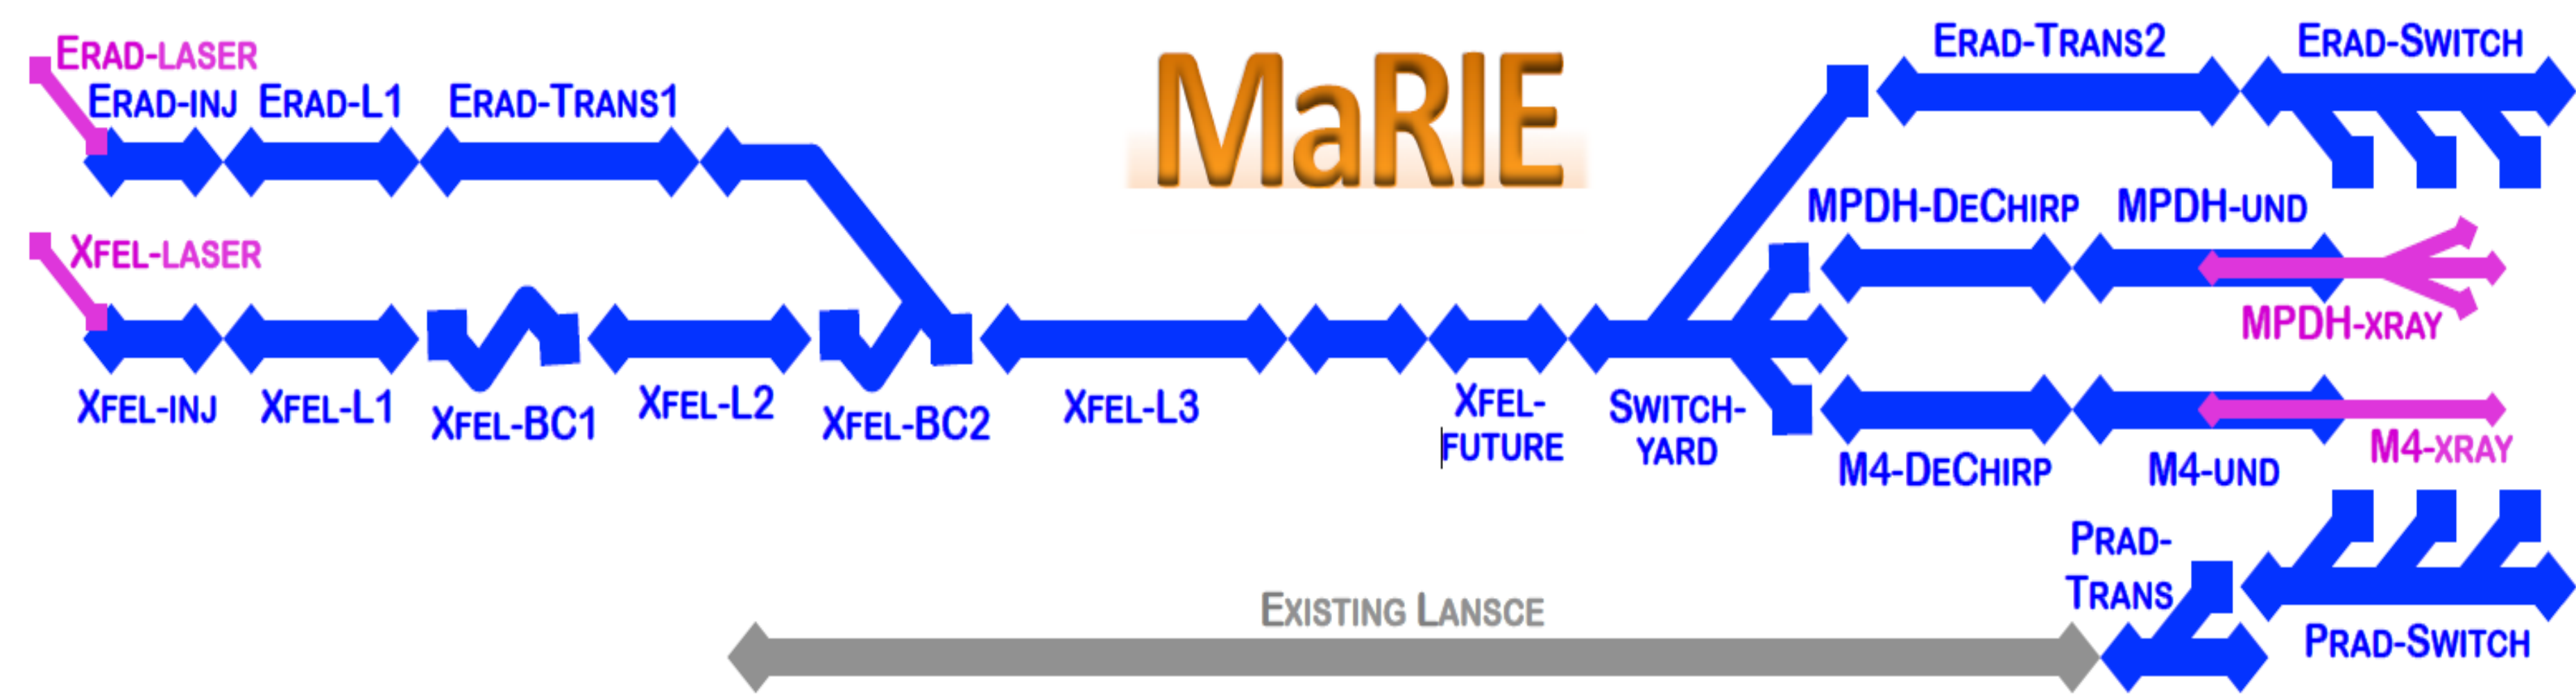 ERAD-LASER
ERAD-INJ
ERAD-L1
ERAD-TRANS1
MaRIE
ERAD-TRANS2
ERAD-SWITCH
XFEL-LASER
MPDH-DECHIRP
MPDH-UND
MPDH-XRAY
XFEL-INJ
XFEL-L1
XFEL-BC1
XFEL-L2
XFEL-BC2
XFEL-L3
XFEL-
FUTURE
SWITCH-
YARD
M4-DECHIRP
M4-UND
M4-XRAY
PRAD-
TRANS
EXISTING LANSCE
PRAD-SWITCH